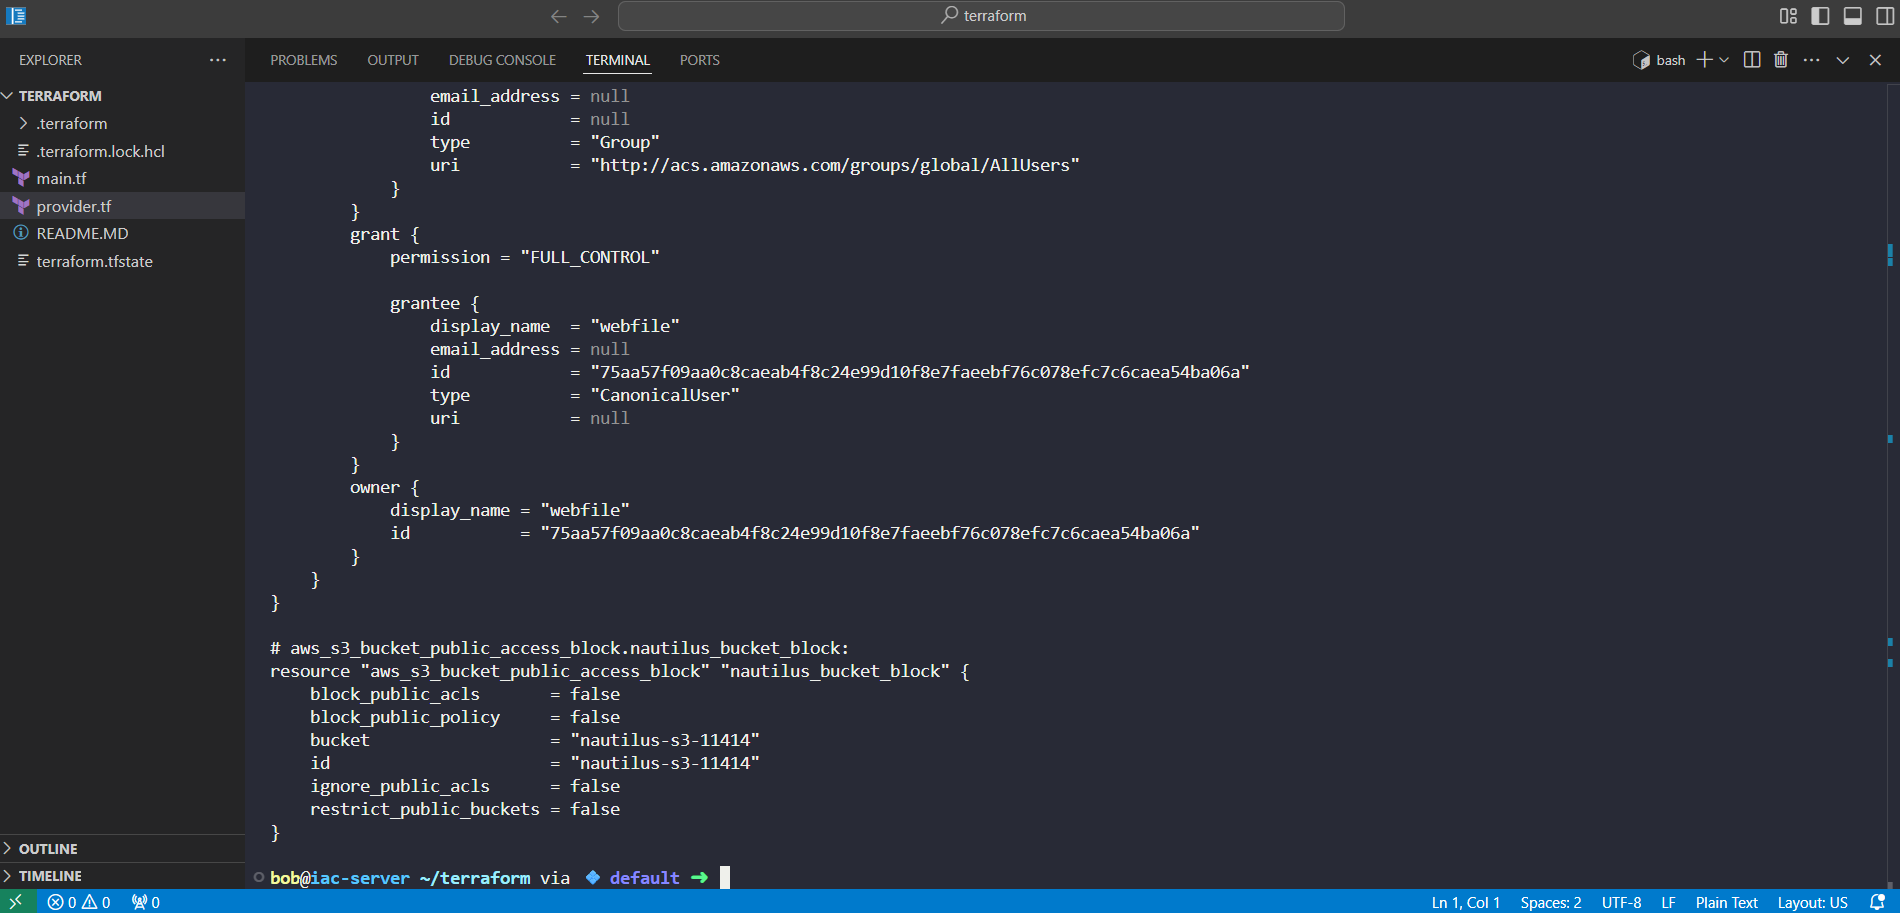 terraform
EXPLORER
PROBLEMS OUTPUT DEBUG CONSOLE TERMINAL PORTS
bash
TERRAFORM
.terraform
.terraform.lock.hcl
main.tf
provider.tf
README.MD
terraform.tfstate
email_address = null
id = null
type = "Group"
uri = "http://acs.amazonaws.com/groups/global/AllUsers"
}
}
grant {
permission = "FULL_CONTROL"
grantee {
display_name = "webfile"
email_address = null
id = "75aa57f09aa0c8caeab4f8c24e99d10f8e7faeebf76c078efc7c6caea54ba06a"
type = "CanonicalUser"
uri = null
}
}
owner {
display_name = "webfile"
id = "75aa57f09aa0c8caeab4f8c24e99d10f8e7faeebf76c078efc7c6caea54ba06a"
}
}
}
# aws_s3_bucket_public_access_block.nautilus_bucket_block:
resource "aws_s3_bucket_public_access_block" "nautilus_bucket_block" {
block_public_acls = false
block_public_policy = false
bucket = "nautilus-s3-11414"
id = "nautilus-s3-11414"
ignore_public_acls = false
restrict_public_buckets = false
}
bob@iac-server ~/terraform via default
OUTLINE
TIMELINE
0 0 0
Ln 1, Col 1 Spaces: 2 UTF-8 LF Plain Text Layout: US